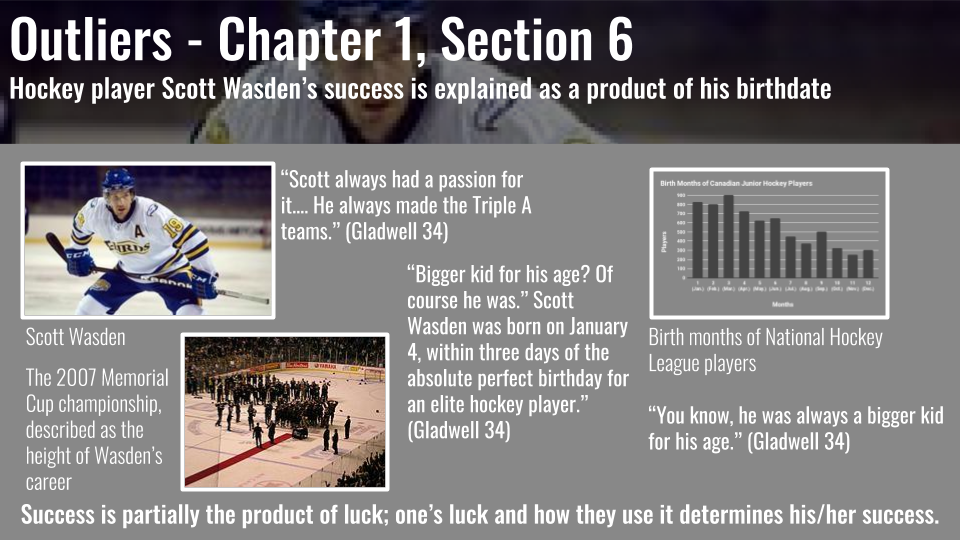 Outliers - Chapter 1, Section 6
Hockey player Scott Wasden’s success is explained as a product of his birthdate
“Scott always had a passion for
it.... He always made the Triple A
teams.” (Gladwell 34)
Scott Wasden
The 2007 Memorial
Cup championship,
described as the
height of Wasden’s
career
“Bigger kid for his age? Of
course he was.” Scott
Wasden was born on January
4, within three days of the
absolute perfect birthday for
an elite hockey player.”
(Gladwell 34)
Birth Months of Canadian Junior Hockey Players
Players
900
800
700
600
500
400
300
200
100
0
1 2 3 4 5 6 7 8 9 10 11 12
(Jan.) (Feb.) (Mar.) (Apr.) (May.) (Jun.) (Jul.) (Aug.) (Sep.) (Oct.) (Nov.) (Dec.)
Months
Birth months of National Hockey
League players
“You know, he was always a bigger kid
for his age.” (Gladwell 34)
Success is partially the product of luck; one’s luck and how they use it determines his/her success.
A
19
CCM
YAMAHA